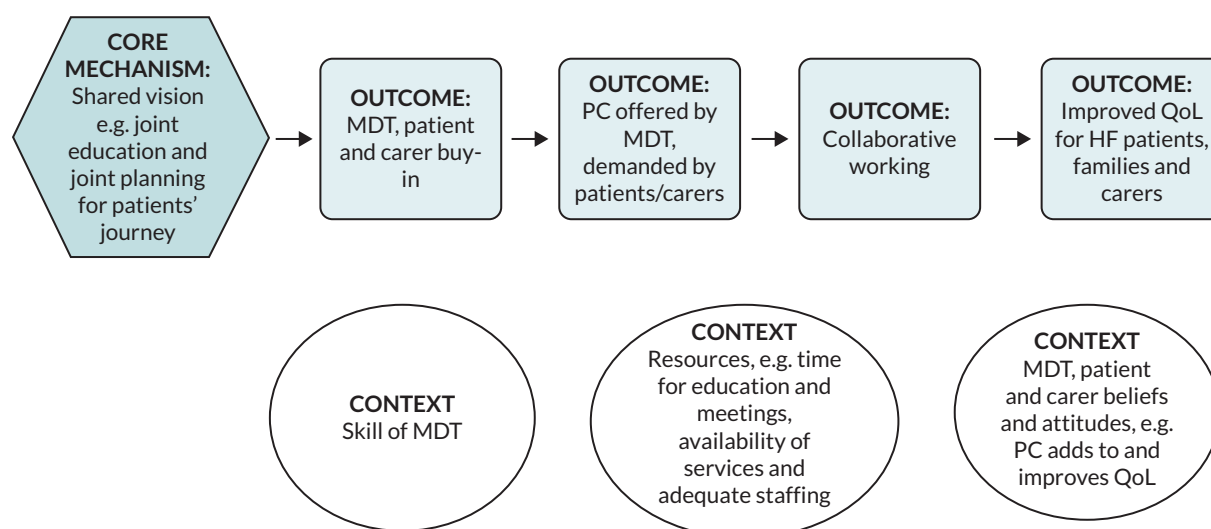 CORE
MECHANISM:
Shared vision
e.g. joint
education and
joint planning
for patients’
journey
OUTCOME:
MDT, patient
and carer buy-
in
OUTCOME:
PC offered by
MDT,
demanded by
patients/carers
OUTCOME:
Collaborative
working
OUTCOME:
Improved QoL
for HF patients,
families and
carers
CONTEXT
Skill of MDT
CONTEXT
Resources, e.g. time
for education and
meetings,
availability of
services and
adequate staffing
CONTEXT
MDT, patient
and carer beliefs
and attitudes, e.g.
PC adds to and
improves QoL